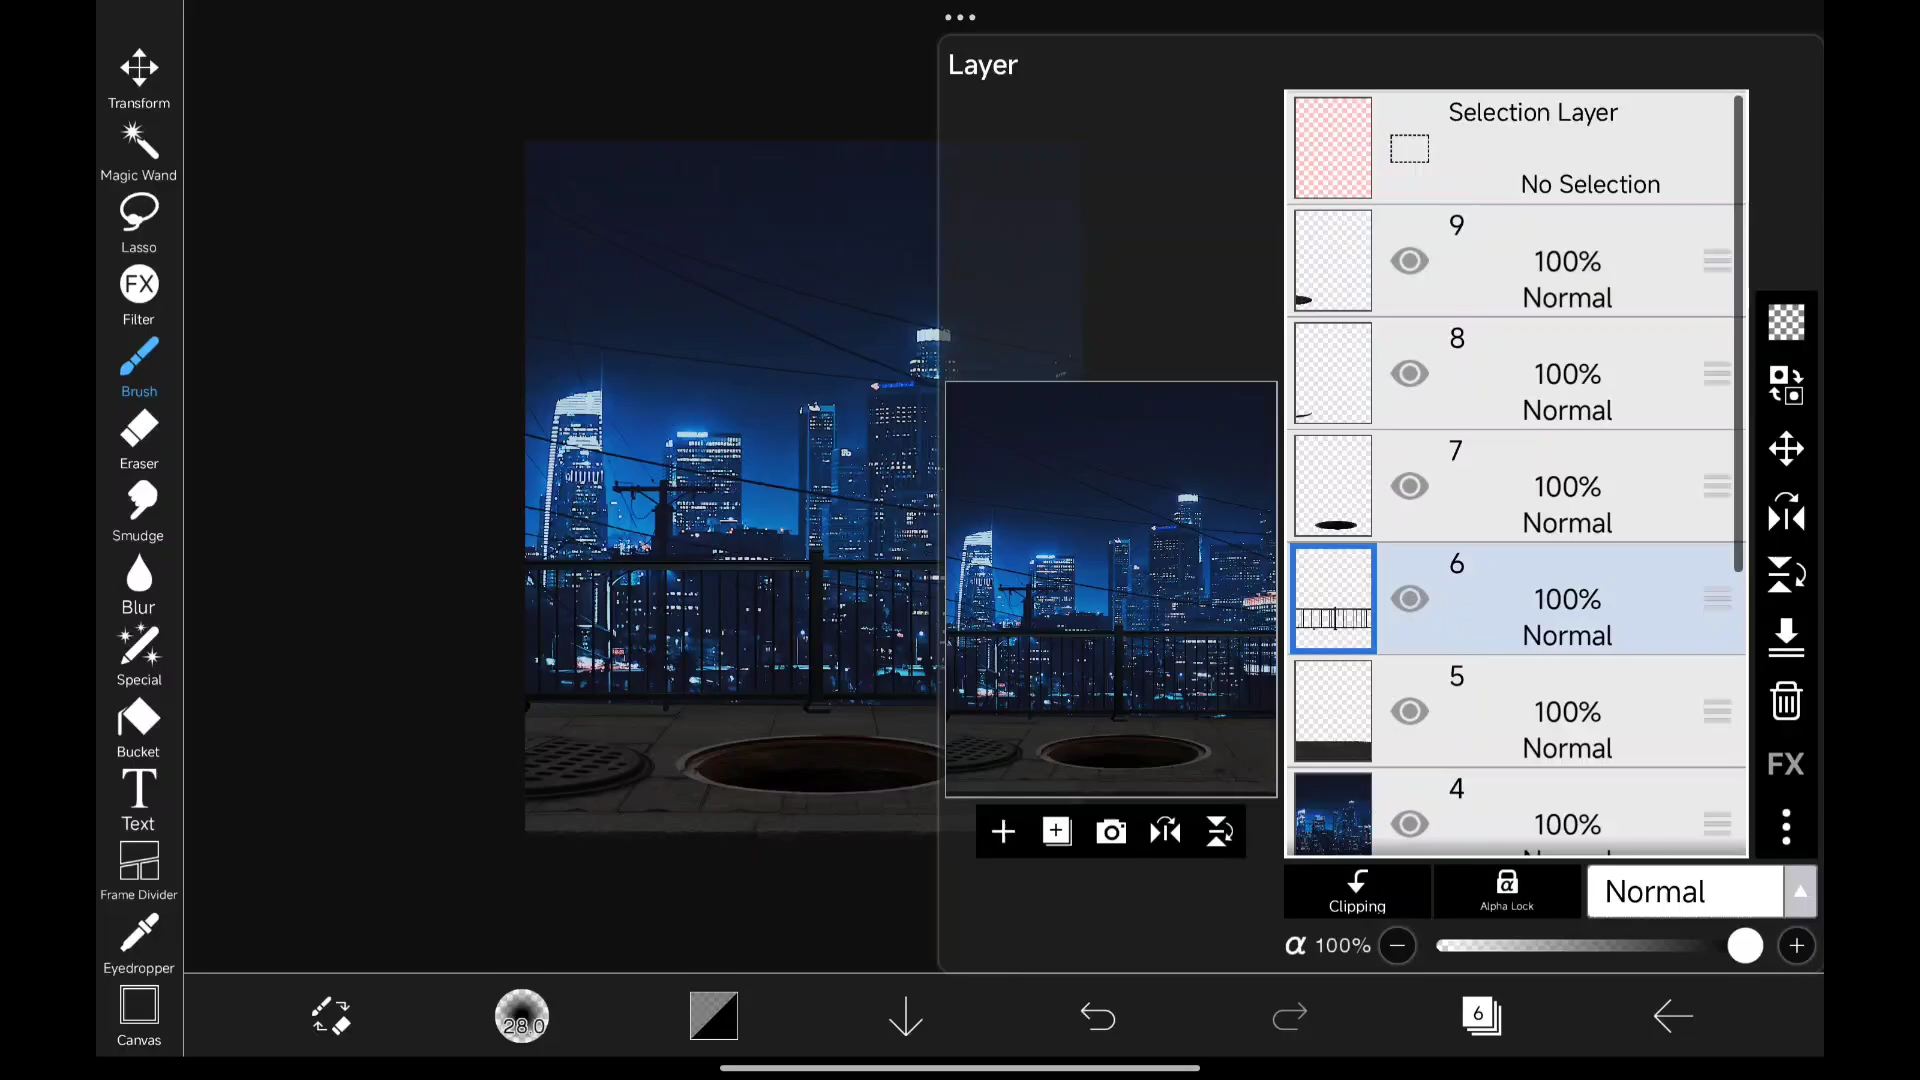 Layer
Transform
Magic Wand
Lasso
FX
Filter
Brush
Eraser
Smudge
Blur
Special
Bucket
T
Text
Frame Divider
Eyedropper
Canvas
Selection Layer
No Selection
9
100%
Normal
8
100%
Normal
7
100%
Normal
6
100%
Normal
5
100%
Normal
4
100%
FX
Clipping
α
Alpha Lock
Normal
α 100%
28.0
6